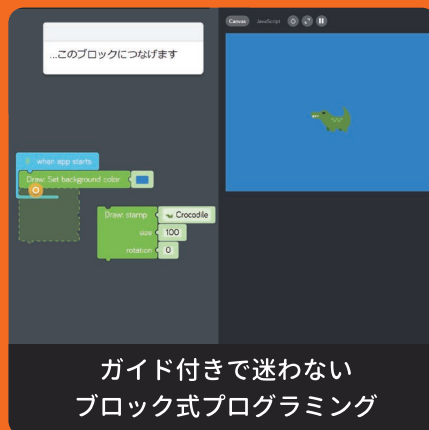 ...このブロックにつなげます
Canvas JavaScript
when app starts
Draw: Set background color
Draw: stamp Crocodile
size 100
rotation 0
ガイド付きで迷わない
ブロック式プログラミング